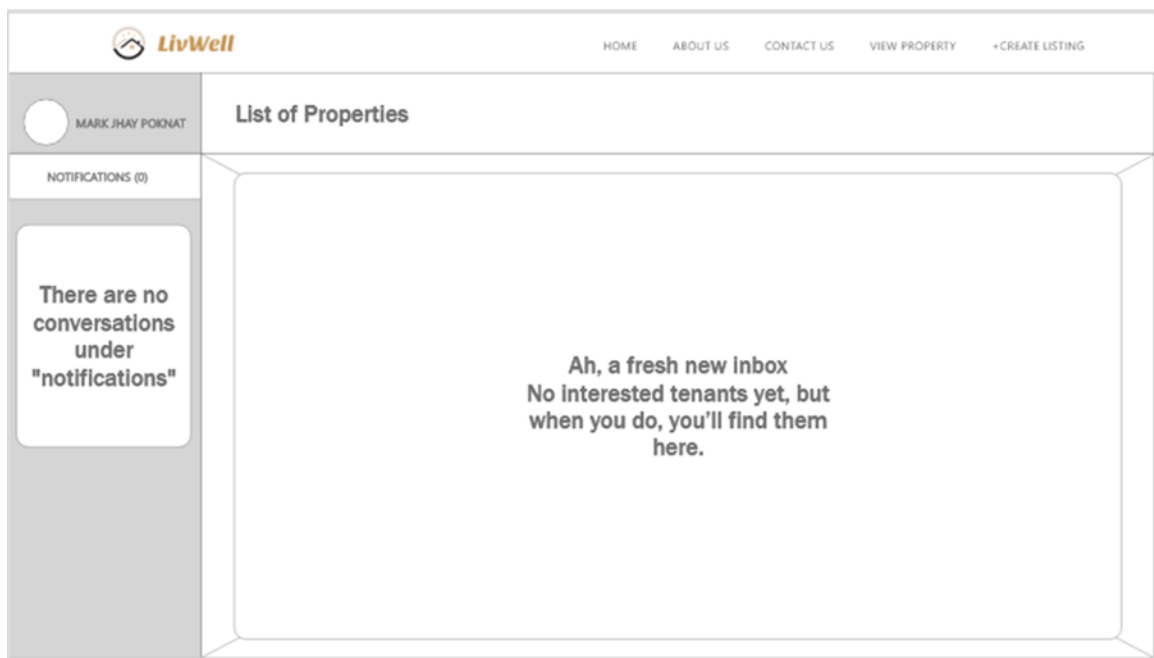 LivWell
HOME ABOUT US CONTACT US VIEW PROPERTY +CREATE LISTING
MARK JHAY POKNAT
List of Properties
NOTIFICATIONS (0)
There are no
conversations
under
"notifications"
Ah, a fresh new inbox
No interested tenants yet, but
when you do, you’ll find them
here.